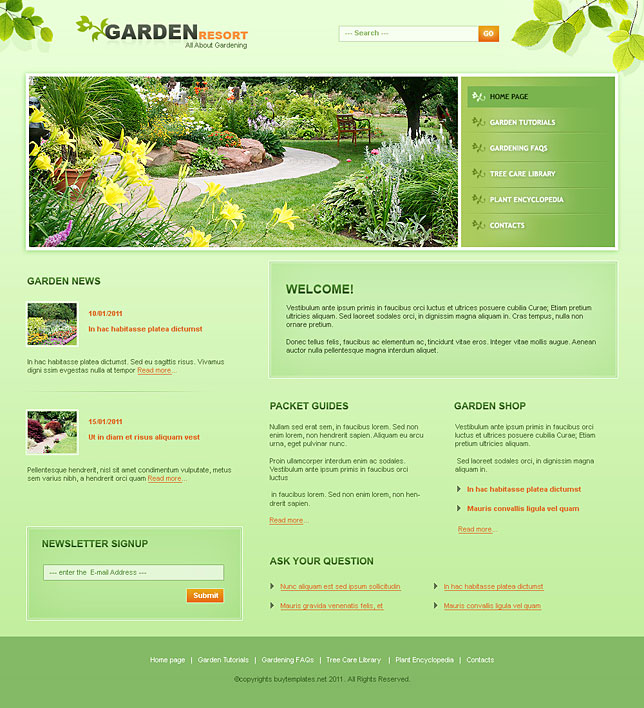 GARDEN RESORT
All About Gardening
--- Search ---
GO
HOME PAGE
GARDEN TUTORIALS
GARDENING FAQS
TREE CARE LIBRARY
PLANT ENCYCLOPEDIA
CONTACTS
GARDEN NEWS
10/01/2011
In hac habitasse platea dictumst
In hac habitasse platea dictumst. Sed eu sagittis risus. Vivamus
digni ssim evgestas nulla at tempor Read more...
15/01/2011
Ut in diam et risus aliquam vest
Pellentesque hendrerit, nisl sit amet condimentum vulputate, metus
sem varius nibh, a hendrerit orci quam Read more...
NEWSLETTER SIGNUP
--- enter the  E-mail Address ---
Submit
WELCOME!
Vestibulum ante ipsum primis in faucibus orci luctus et ultrices posuere cubilia Curae; Etiam pretium
ultricies aliquam. Sed laoreet sodales orci, in dignissim magna aliquam in. Cras tempus, nulla non
ornare pretium.
Donec tellus felis, faucibus ac elementum ac, tincidunt vitae eros. Integer vitae mollis augue. Aenean
auctor nulla pellentesque magna interdum aliquet.
PACKET GUIDES
Nullam sed erat sem, in faucibus lorem. Sed non
enim lorem, non hendrerit sapien. Aliquam eu arcu
urna, eget pulvinar nunc.
Proin ullamcorper interdum enim ac sodales.
Vestibulum ante ipsum primis in faucibus orci
luctus
in faucibus lorem. Sed non enim lorem, non hen-
drerit sapien.
Read more...
GARDEN SHOP
Vestibulum ante ipsum primis in faucibus orci
luctus et ultrices posuere cubilia Curae; Etiam
pretium ultricies aliquam.
Sed laoreet sodales orci, in dignissim magna
aliquam in.
In hac habitasse platea dictumst
Mauris convallis ligula vel quam
Read more...
ASK YOUR QUESTION
Nunc aliquam est sed ipsum sollicitudin
In hac habitasse platea dictumst
Mauris gravida venenatis felis, et
Mauris convallis ligula vel quam
Home page | Garden Tutorials | Gardening FAQs | Tree Care Library | Plant Encyclopedia | Contacts
©copyrights buytemplates.net 2011. All Rights Reserved.